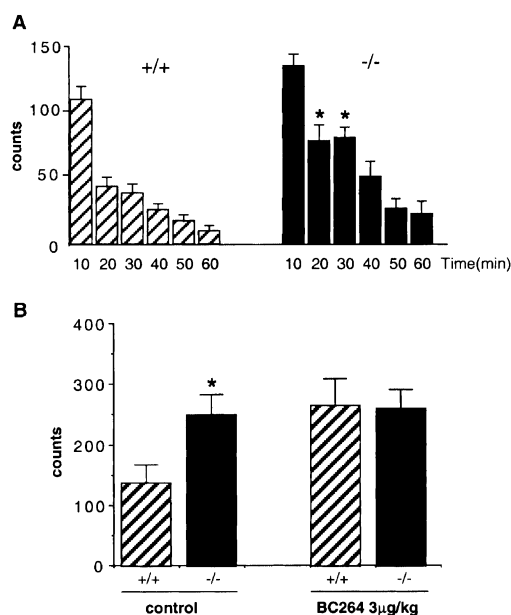 A
150
100
50
0
counts
+/+
-/-
*
*
10 20 30 40 50 60
10 20 30 40 50 60 Time(min)
B
400
300
200
100
0
counts
*
+/+ -/- +/+ -/-
control BC264 3µg/kg